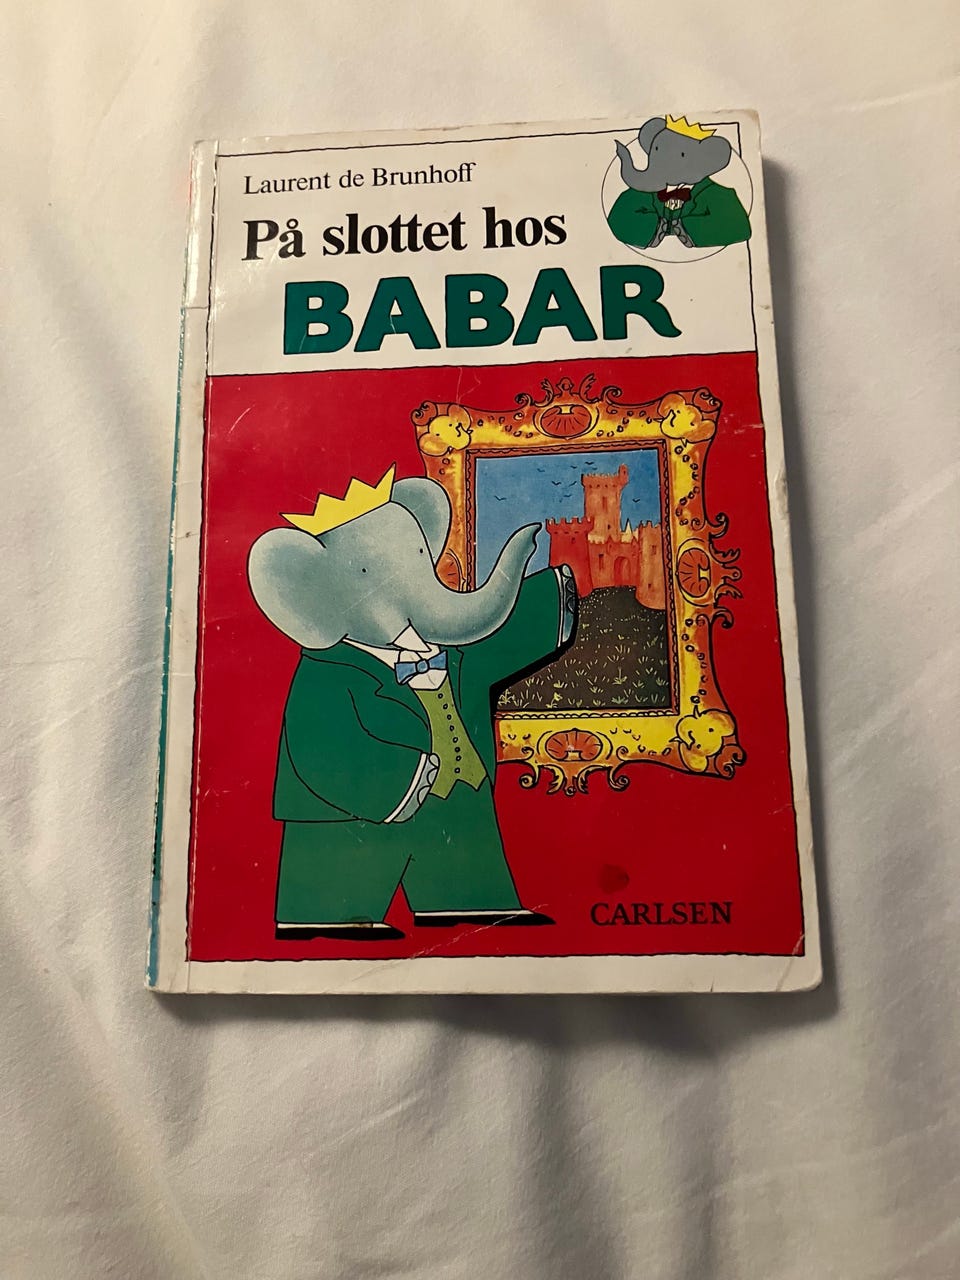 Laurent de Brunhoff
På slottet hos
BABAR
CARLSEN